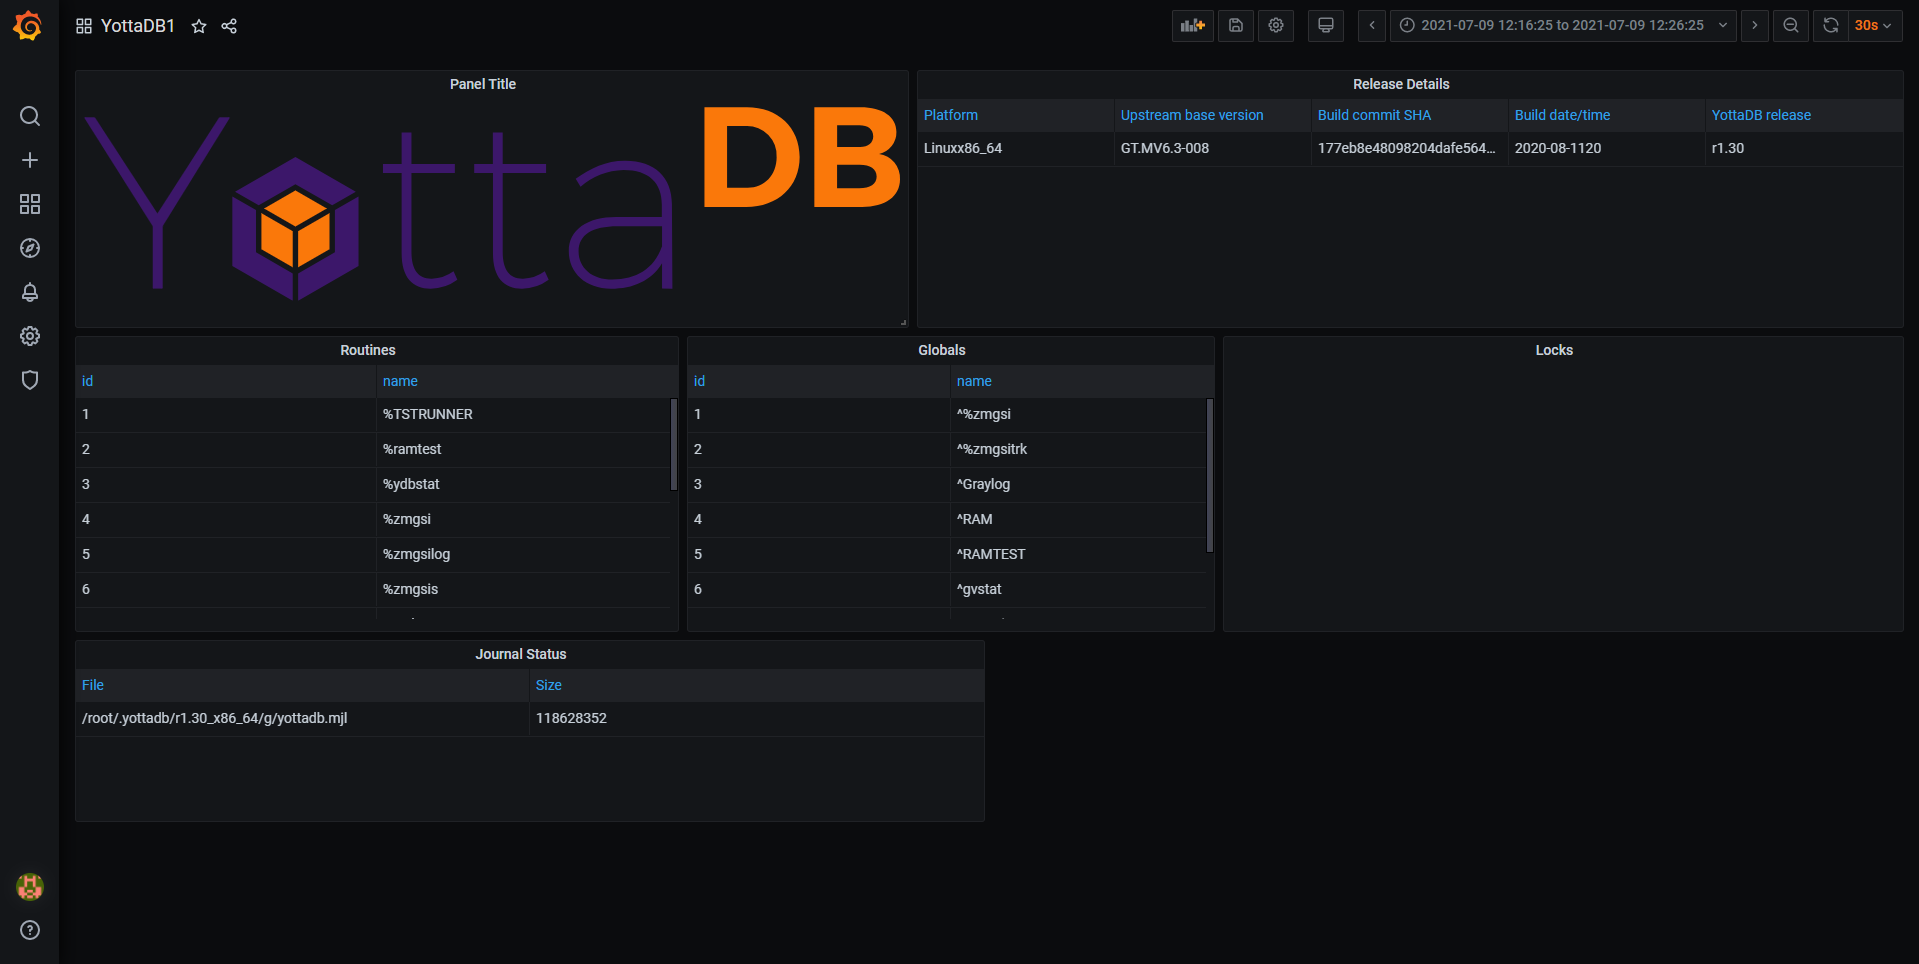 YottaDB1
2021-07-09 12:16:25 to 2021-07-09 12:26:25
30s
Panel Title
YottaDB
Release Details
Platform Upstream base version Build commit SHA Build date/time YottaDB release
Linuxx86_64 GT.MV6.3-008 177eb8e48098204dafe564... 2020-08-1120 r1.30
Routines
id name
1 %TSTRUNNER
2 %ramtest
3 %ydbstat
4 %zmgsi
5 %zmgsilog
6 %zmgsis
Globals
id name
1 ^%zmgsi
2 ^%zmgsitrk
3 ^Graylog
4 ^RAM
5 ^RAMTEST
6 ^gvstat
Locks
Journal Status
File Size
/root/.yottadb/r1.30_x86_64/g/yottadb.mjl 118628352